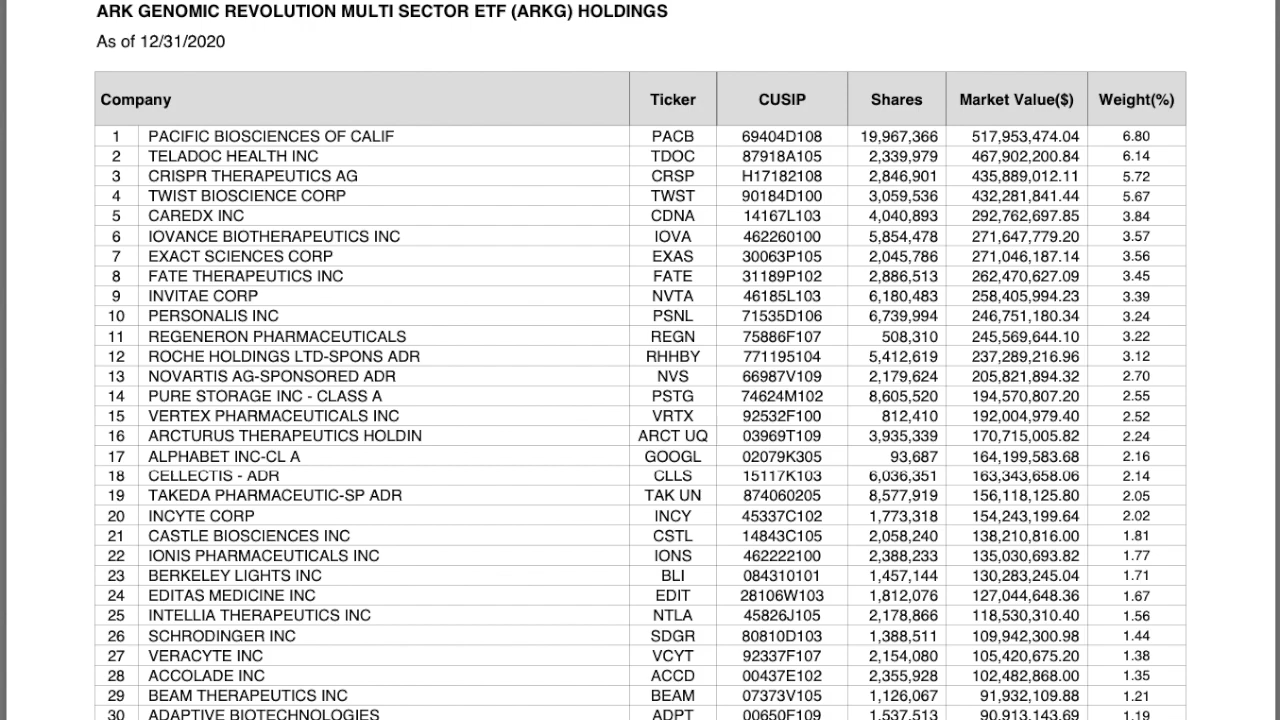 ARK GENOMIC REVOLUTION MULTI SECTOR ETF (ARKG) HOLDINGS
As of 12/31/2020
Company Ticker CUSIP Shares Market Value($) Weight(%)
1 PACIFIC BIOSCIENCES OF CALIF PACB 69404D108 19,967,366 517,953,474.04 6.80
2 TELADOC HEALTH INC TDOC 87918A105 2,339,979 467,902,200.84 6.14
3 CRISPR THERAPEUTICS AG CRSP H17182108 2,846,901 435,889,012.11 5.72
4 TWIST BIOSCIENCE CORP TWST 90184D100 3,059,536 432,281,841.44 5.67
5 CAREDX INC CDNA 14167L103 4,040,893 292,762,697.85 3.84
6 IOVANCE BIOTHERAPEUTICS INC IOVA 462260100 5,854,478 271,647,779.20 3.57
7 EXACT SCIENCES CORP EXAS 30063P105 2,045,786 271,046,187.14 3.56
8 FATE THERAPEUTICS INC FATE 31189P102 2,886,513 262,470,627.09 3.45
9 INVITAE CORP NVTA 46185L103 6,180,483 258,405,994.23 3.39
10 PERSONALIS INC PSNL 71535D106 6,739,994 246,751,180.34 3.24
11 REGENERON PHARMACEUTICALS REGN 75886F107 508,310 245,569,644.10 3.22
12 ROCHE HOLDINGS LTD-SPONS ADR RHHBY 771195104 5,412,619 237,289,216.96 3.12
13 NOVARTIS AG-SPONSORED ADR NVS 66987V109 2,179,624 205,821,894.32 2.70
14 PURE STORAGE INC - CLASS A PSTG 74624M102 8,605,520 194,570,807.20 2.55
15 VERTEX PHARMACEUTICALS INC VRTX 92532F100 812,410 192,004,979.40 2.52
16 ARCTURUS THERAPEUTICS HOLDIN ARCT UQ 03969T109 3,935,339 170,715,005.82 2.24
17 ALPHABET INC-CL A GOOGL 02079K305 93,687 164,199,583.68 2.16
18 CELLECTIS - ADR CLLS 15117K103 6,036,351 163,343,658.06 2.14
19 TAKEDA PHARMACEUTIC-SP ADR TAK UN 874060205 8,577,919 156,118,125.80 2.05
20 INCYTE CORP INCY 45337C102 1,773,318 154,243,199.64 2.02
21 CASTLE BIOSCIENCES INC CSTL 14843C105 2,058,240 138,210,816.00 1.81
22 IONIS PHARMACEUTICALS INC IONS 462222100 2,388,233 135,030,693.82 1.77
23 BERKELEY LIGHTS INC BLI 084310101 1,457,144 130,283,245.04 1.71
24 EDITAS MEDICINE INC EDIT 28106W103 1,812,076 127,044,648.36 1.67
25 INTELLIA THERAPEUTICS INC NTLA 45826J105 2,178,866 118,530,310.40 1.56
26 SCHRODINGER INC SDGR 80810D103 1,388,511 109,942,300.98 1.44
27 VERACYTE INC VCYT 92337F107 2,154,080 105,420,675.20 1.38
28 ACCOLADE INC ACCD 00437E102 2,355,928 102,482,868.00 1.35
29 BEAM THERAPEUTICS INC BEAM 07373V105 1,126,067 91,932,109.88 1.21
30 ADAPTIVE BIOTECHNOLOGIES ADPT 00650F109 1,537,513 90,913,143.69 1.19